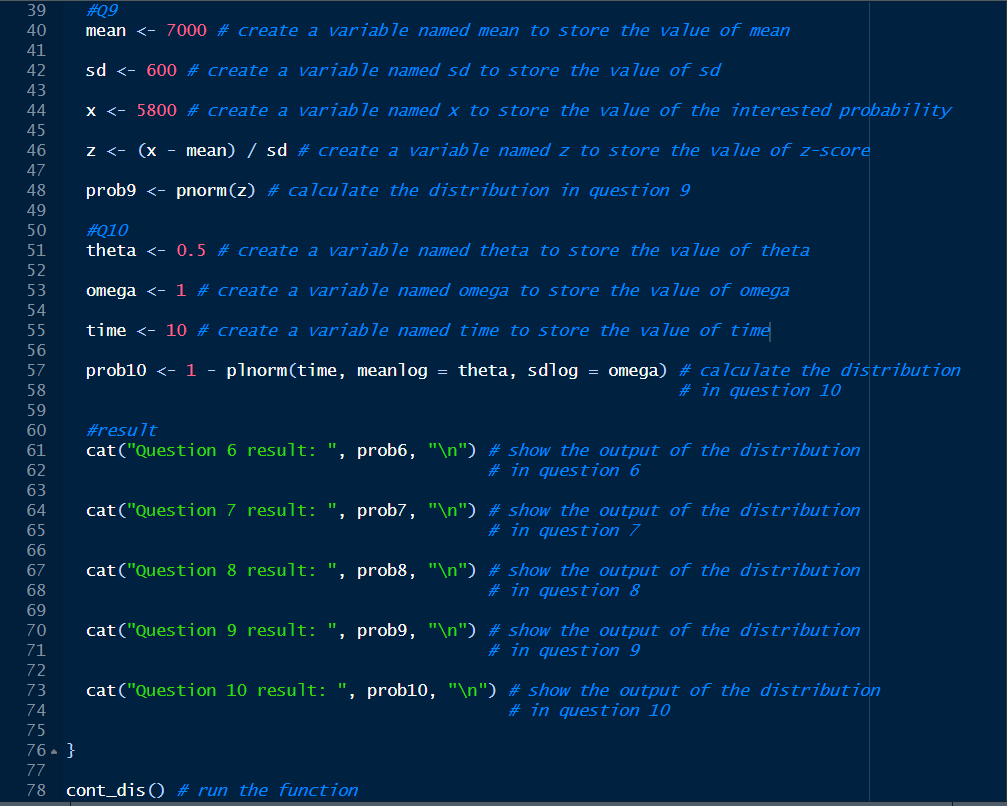 39 #Q9
40 mean <- 7000 # create a variable named mean to store the value of mean
41
42 sd <- 600 # create a variable named sd to store the value of sd
43
44 x <- 5800 # create a variable named x to store the value of the interested probability
45
46 z <- (x - mean) / sd # create a variable named z to store the value of z-score
47
48 prob9 <- pnorm(z) # calculate the distribution in question 9
49
50 #Q10
51 theta <- 0.5 # create a variable named theta to store the value of theta
52
53 omega <- 1 # create a variable named omega to store the value of omega
54
55 time <- 10 # create a variable named time to store the value of time
56
57 prob10 <- 1 - plnorm(time, meanlog = theta, sdlog = omega) # calculate the distribution
58 # in question 10
59
60 #result
61 cat("Question 6 result: ", prob6, "\n") # show the output of the distribution
62 # in question 6
63
64 cat("Question 7 result: ", prob7, "\n") # show the output of the distribution
65 # in question 7
66
67 cat("Question 8 result: ", prob8, "\n") # show the output of the distribution
68 # in question 8
69
70 cat("Question 9 result: ", prob9, "\n") # show the output of the distribution
71 # in question 9
72
73 cat("Question 10 result: ", prob10, "\n") # show the output of the distribution
74 # in question 10
75
76 }
77
78 cont_dis() # run the function